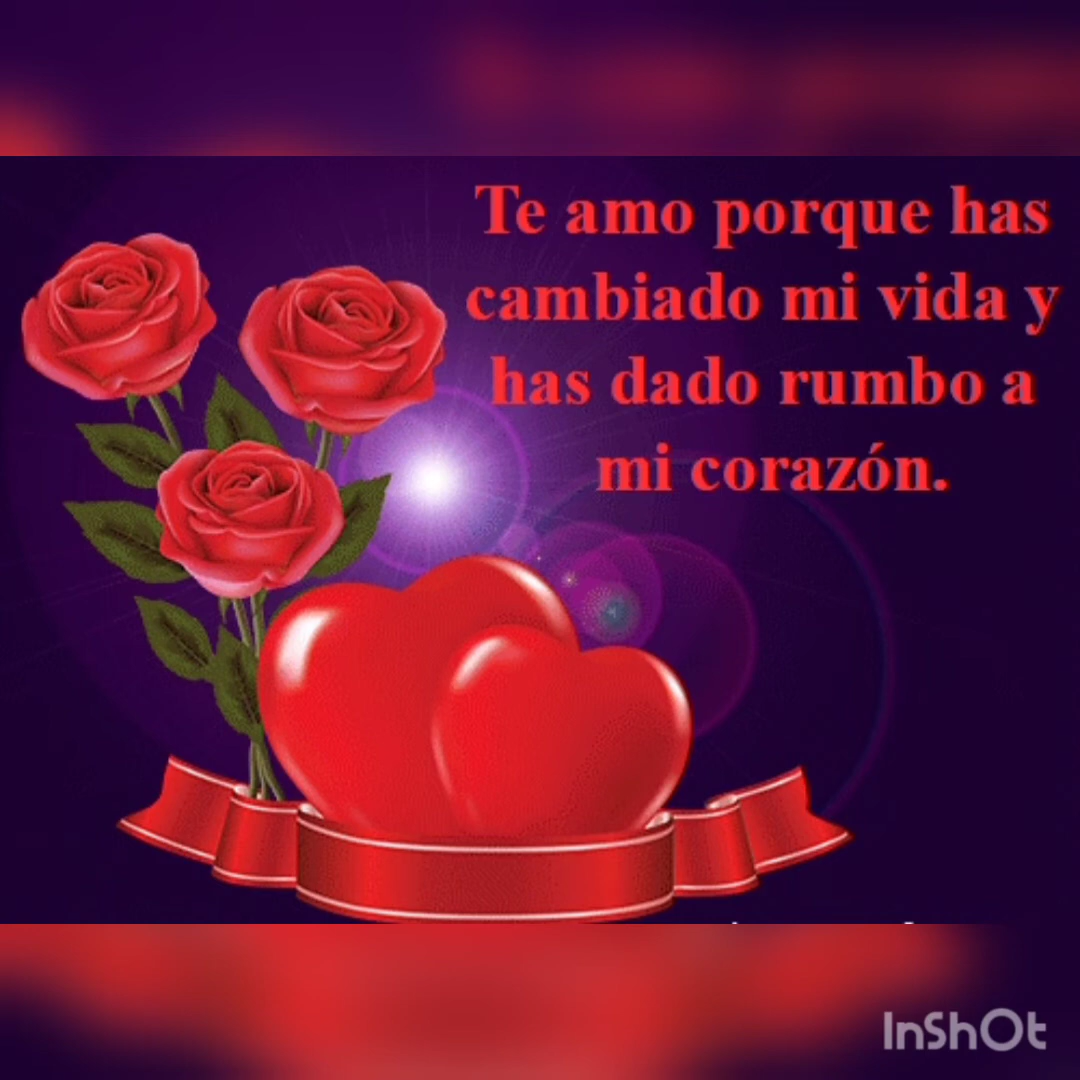 Te amo porque has
cambiado mi vida y
has dado rumbo a
mi corazón.
InShOt